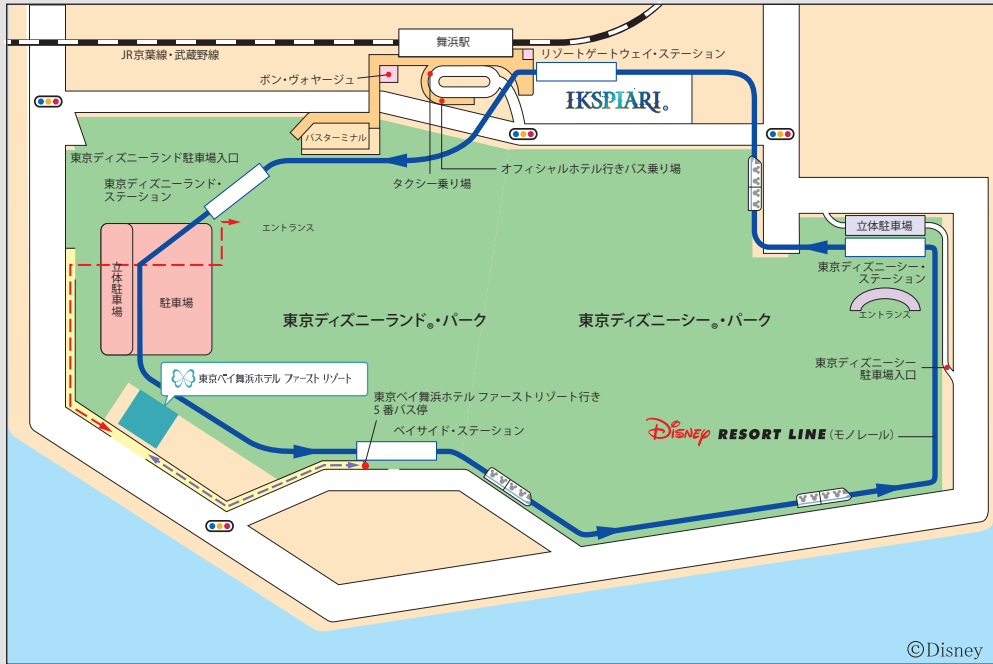 舞浜駅
JR京葉線・武蔵野線
リゾートゲートウェイ・ステーション
ボン・ヴォヤージュ
IKSPIARI®
バスターミナル
東京ディズニーランド駐車場入口
東京ディズニーランド・
ステーション
タクシー乗り場
オフィシャルホテル行きバス乗り場
エントランス
立体駐車場
東京ディズニーシー・
ステーション
エントランス
立体駐車場
駐車場
東京ディズニーランド®・パーク
東京ディズニーシー®・パーク
東京ディズニーシー
駐車場入口
東京ベイ舞浜ホテル ファースト リゾート
東京ベイ舞浜ホテル ファーストリゾート行き
5番バス停
ベイサイド・ステーション
Disney RESORT LINE(モノレール)
©Disney